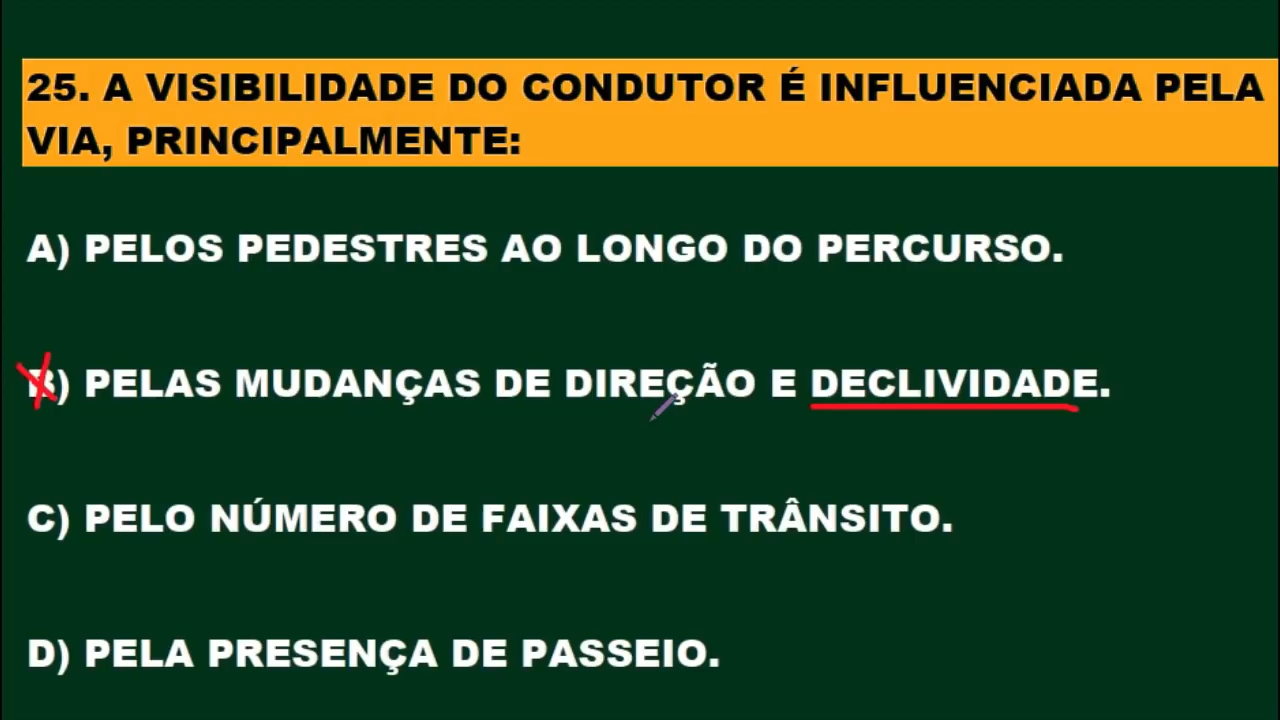 25. A VISIBILIDADE DO CONDUTOR É INFLUENCIADA PELA
VIA, PRINCIPALMENTE:
A) PELOS PEDESTRES AO LONGO DO PERCURSO.
B) PELAS MUDANÇAS DE DIREÇÃO E DECLIVIDADE.
C) PELO NÚMERO DE FAIXAS DE TRÂNSITO.
D) PELA PRESENÇA DE PASSEIO.